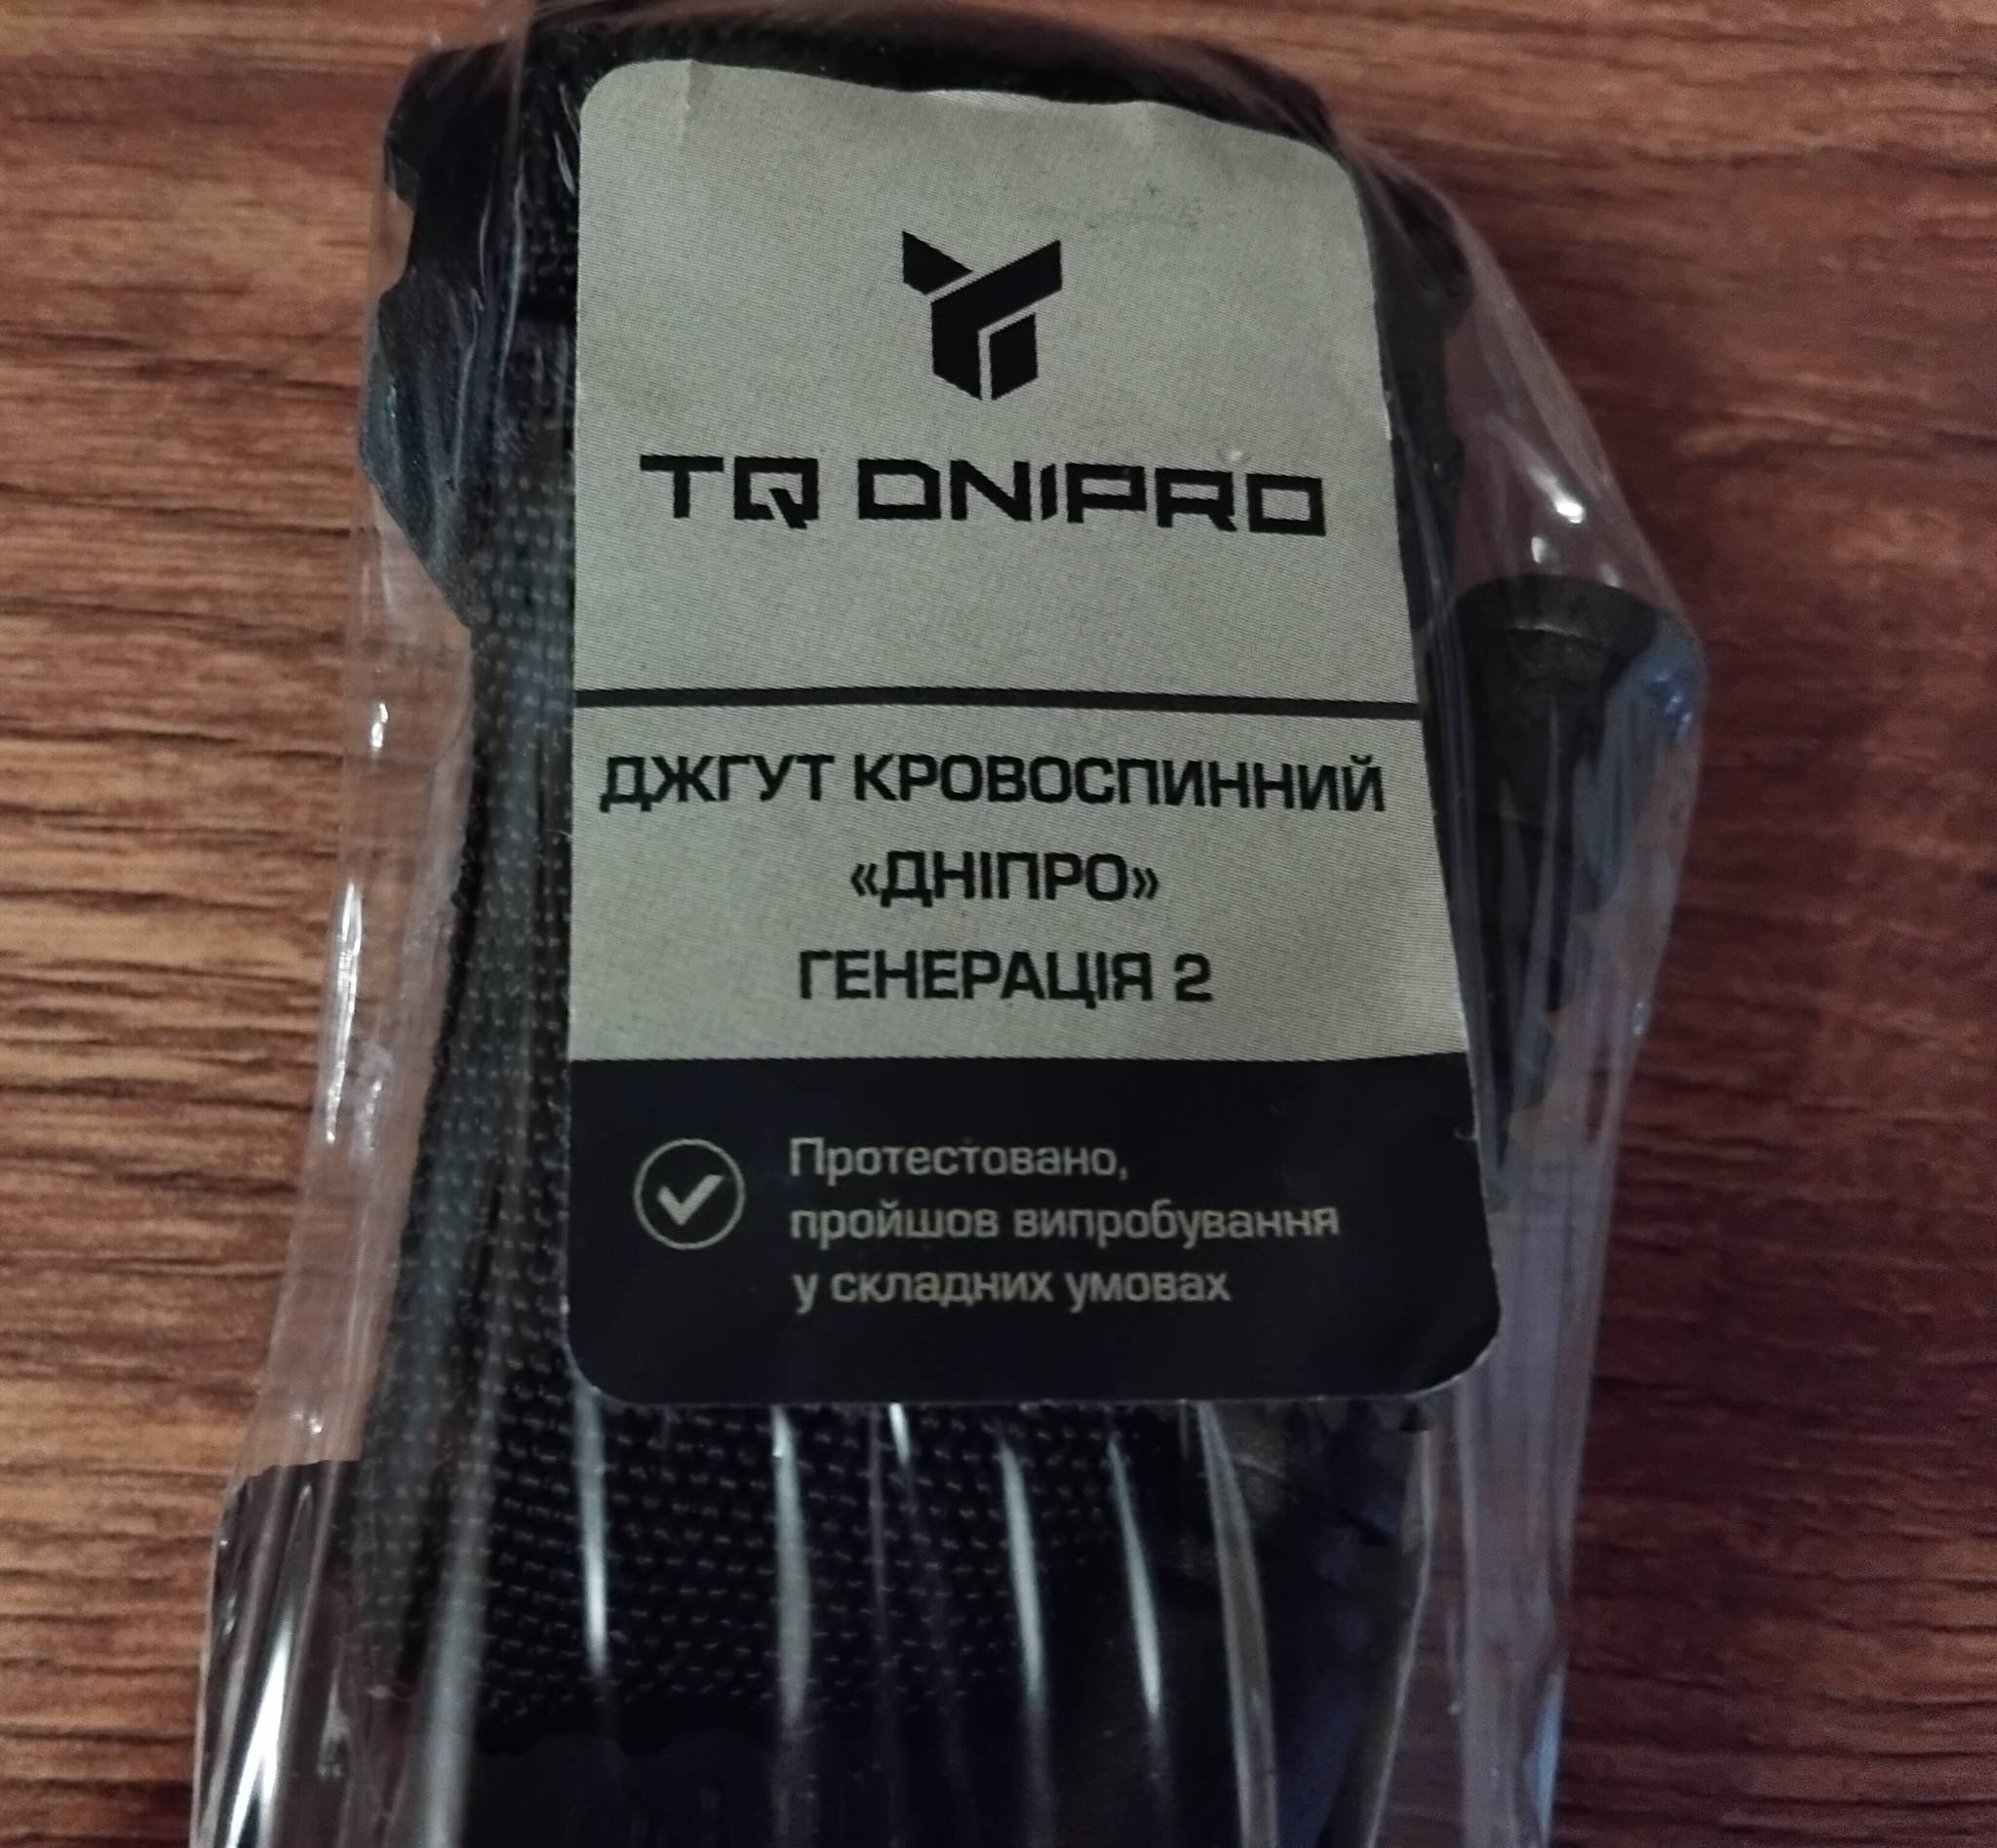 TQ DNIPRO
ДЖГУТ КРОВОСПИННИЙ
«ДНІПРО»
ГЕНЕРАЦІЯ 2
Протестовано,
пройшов випробування
у складних умовах